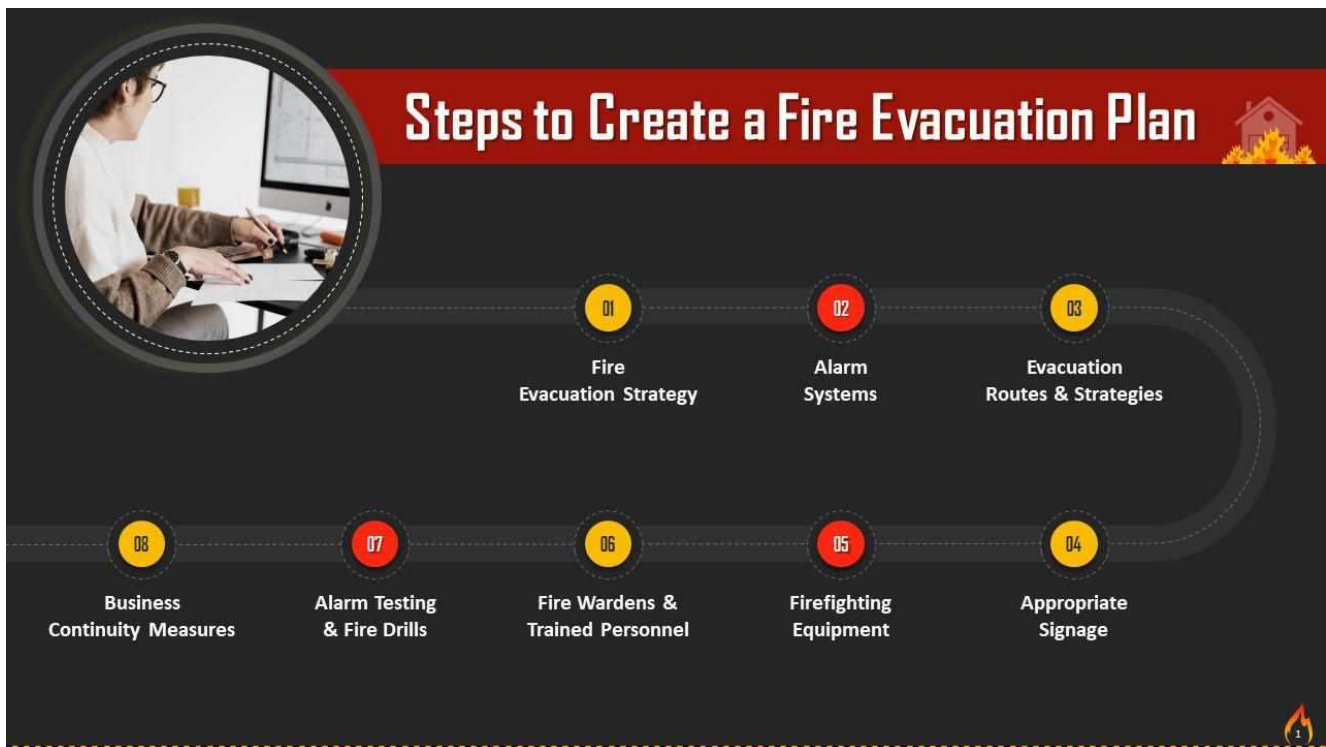 Steps to Create a Fire Evacuation Plan
01
Fire
Evacuation Strategy
02
Alarm
Systems
03
Evacuation
Routes & Strategies
04
Appropriate
Signage
05
Firefighting
Equipment
06
Fire Wardens &
Trained Personnel
07
Alarm Testing
& Fire Drills
08
Business
Continuity Measures
1